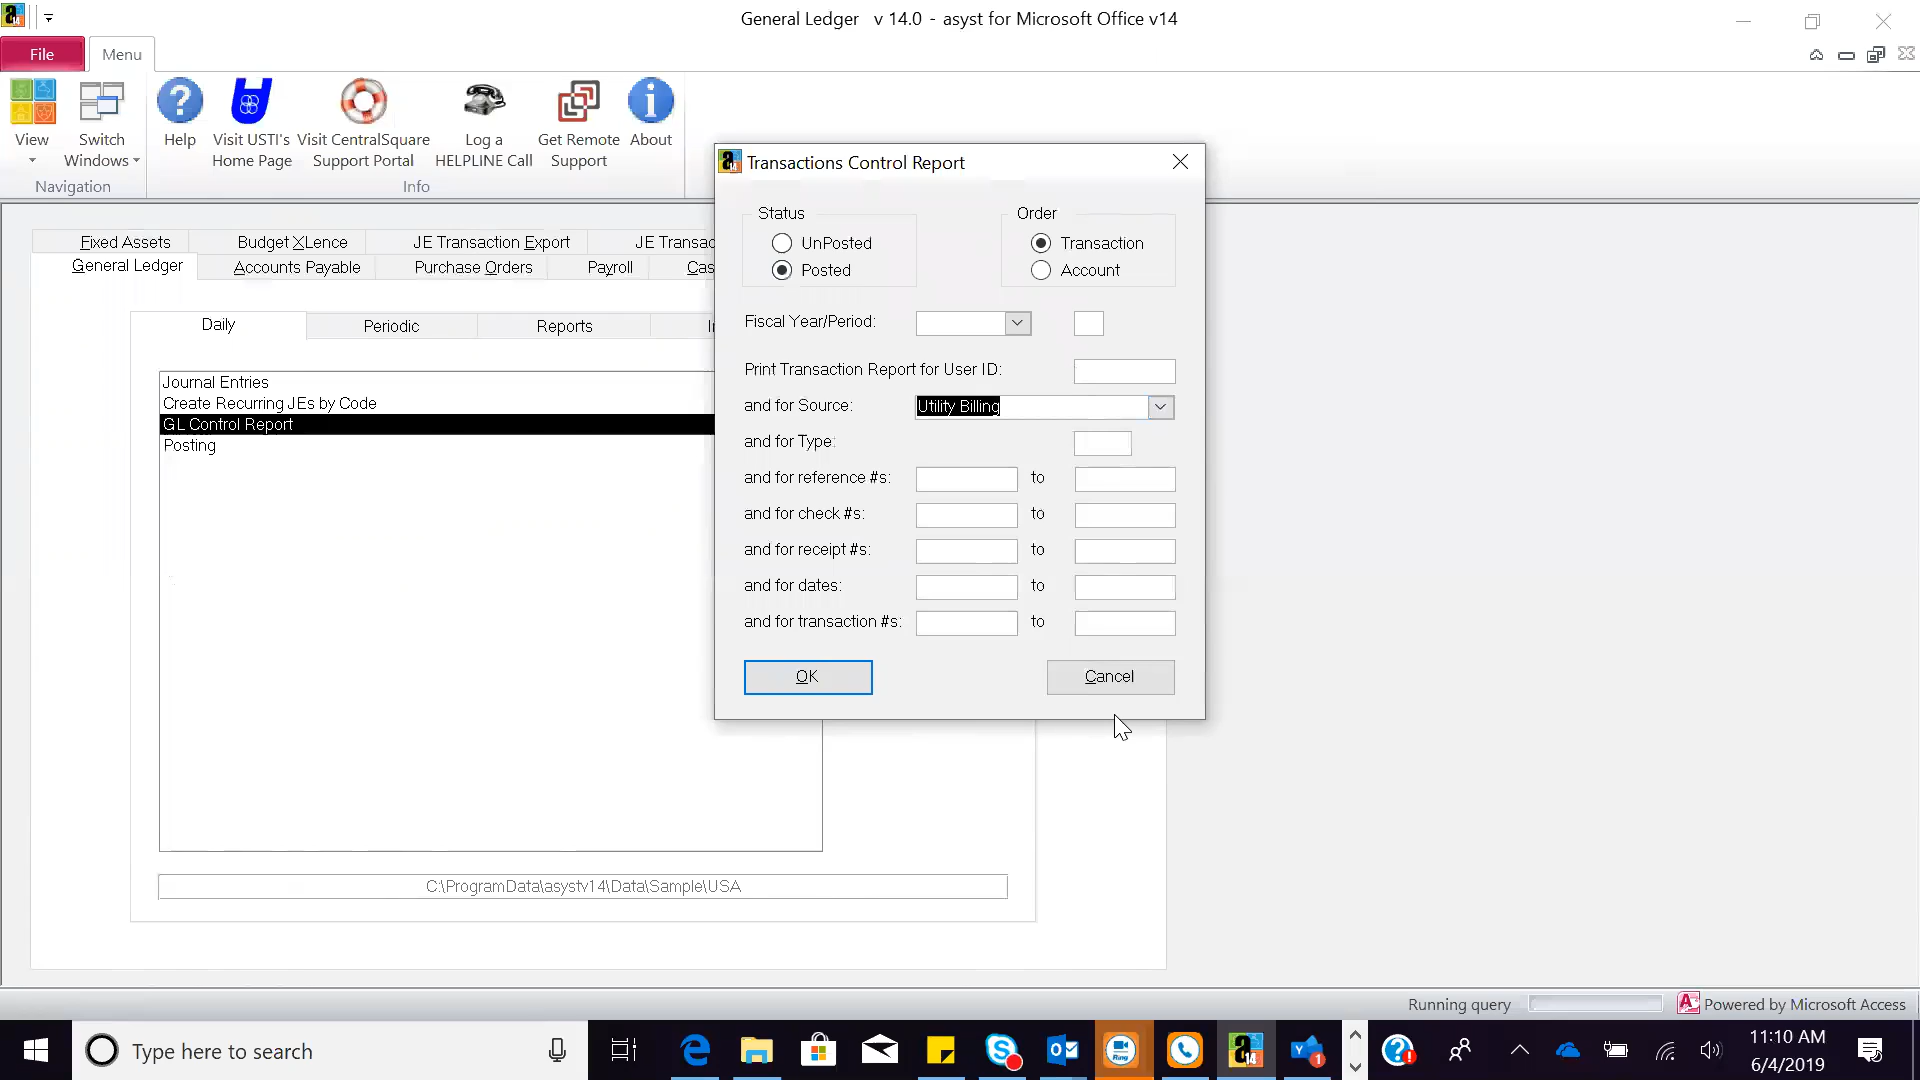 General Ledger v 14.0 - asyst for Microsoft Office v14
File
Menu
View
Switch Windows
Help
Visit USTI's Home Page
Visit CentralSquare Support Portal
Log a HELPLINE Call
Get Remote Support
About
Navigation
Info
Fixed Assets
Budget XLence
JE Transaction Export
JE Transac
General Ledger
Accounts Payable
Purchase Orders
Payroll
Cas
Daily
Periodic
Reports
Journal Entries
Create Recurring JEs by Code
GL Control Report
Posting
C:\ProgramData\asystv14\Data\Sample\USA
Transactions Control Report
Status
UnPosted
Posted
Order
Transaction
Account
Fiscal Year/Period:
Print Transaction Report for User ID:
and for Source: Utility Billing
and for Type:
and for reference #s: to
and for check #s: to
and for receipt #s: to
and for dates: to
and for transaction #s: to
OK
Cancel
Running query
Powered by Microsoft Access
Type here to search
Ring
14
1
11:10 AM
6/4/2019